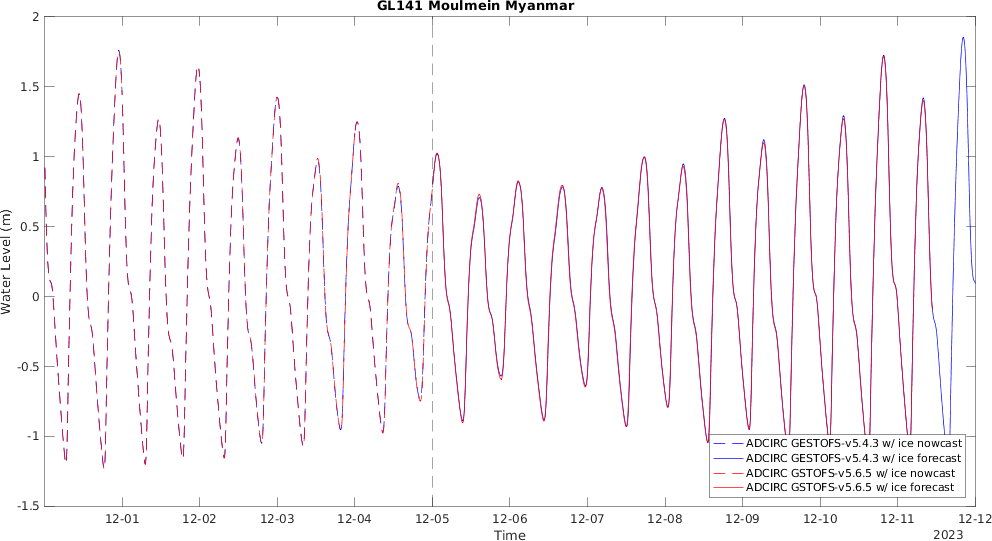 GL141 Moulmein Myanmar
2
1.5
1
0.5
0
-0.5
-1
-1.5
Water Level (m)
ADCIRC GESTOFS-v5.4.3 w/ ice nowcast
ADCIRC GESTOFS-v5.4.3 w/ ice forecast
ADCIRC GSTOFS-v5.6.5 w/ ice nowcast
ADCIRC GSTOFS-v5.6.5 w/ ice forecast
12-01 12-02 12-03 12-04 12-05 12-06 12-07 12-08 12-09 12-10 12-11 12-12
Time
2023